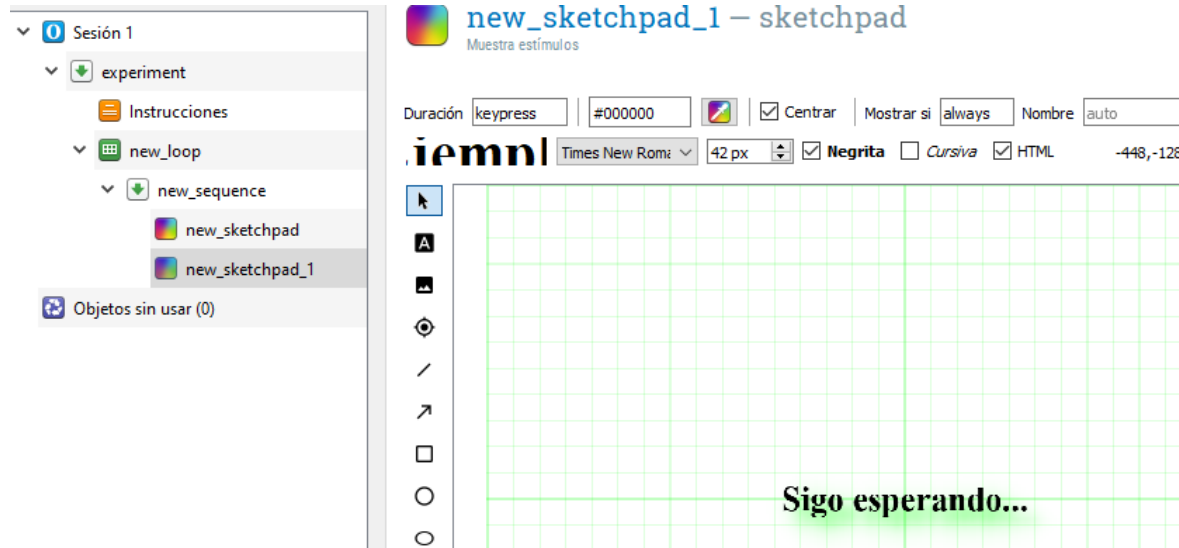 Sesión 1
experiment
Instrucciones
new_loop
new_sequence
new_sketchpad
new_sketchpad_1
Objetos sin usar (0)
new_sketchpad_1 — sketchpad
Muestra estímulos
Duración keypress #000000 Centrar Mostrar si always Nombre auto
Times New Roma 42 px Negrita Cursiva HTML -448,-128
A
Sigo esperando...